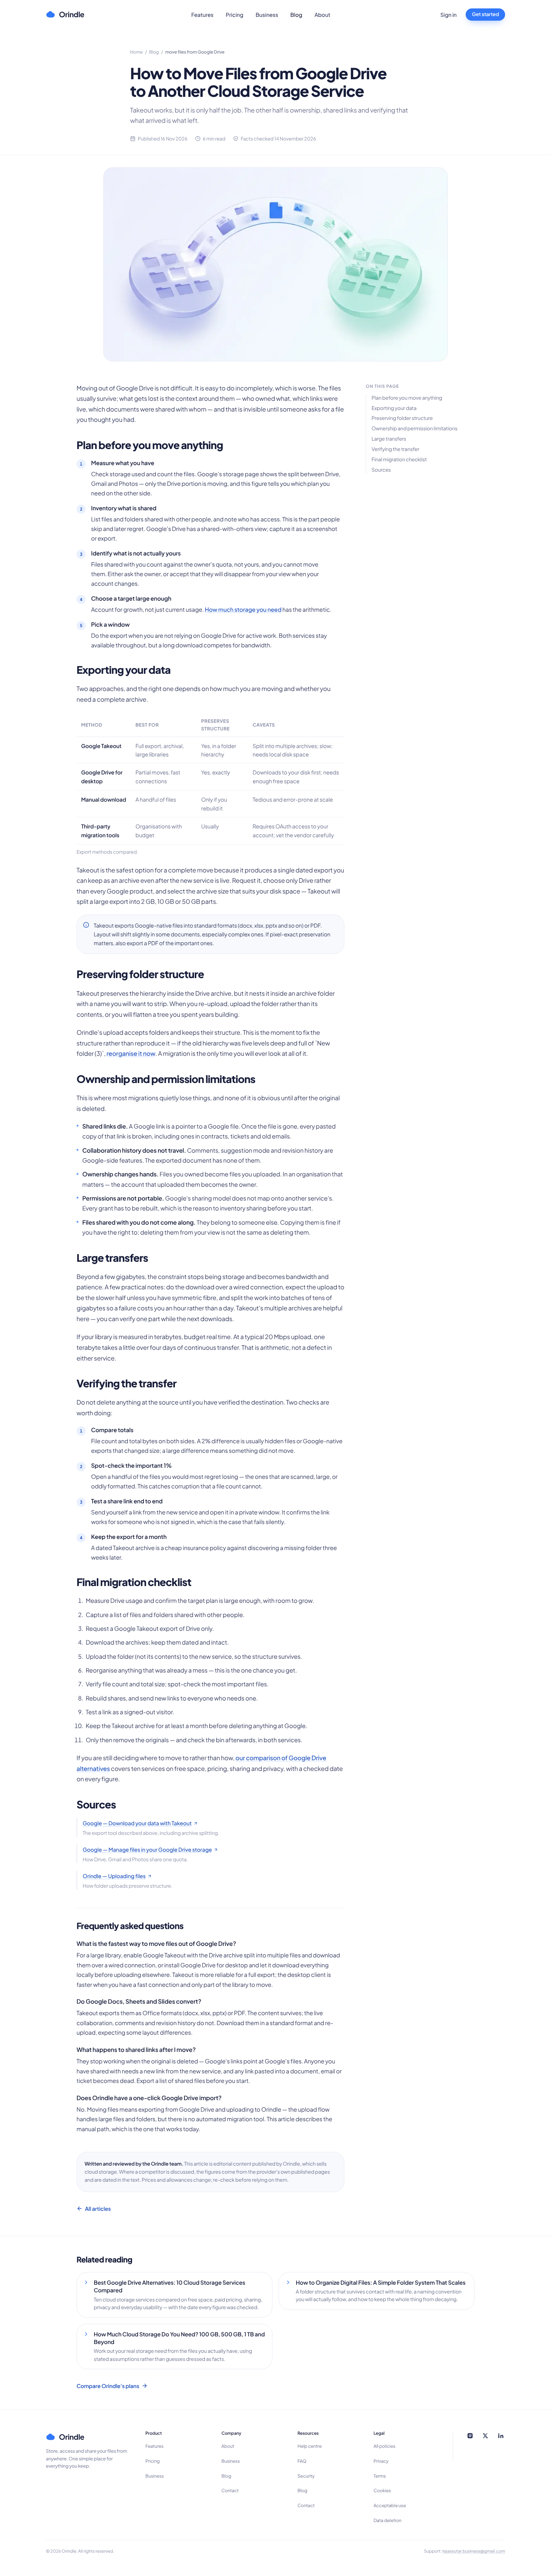 Orindle
Features Pricing Business Blog About
Sign in Get started
Home / Blog / move files from Google Drive
How to Move Files from Google Drive
to Another Cloud Storage Service
Takeout works, but it is only half the job. The other half is ownership, shared links and verifying that
what arrived is what left.
Published 16 Nov 2026 6 min read Facts checked 14 November 2026
Moving out of Google Drive is not difficult. It is easy to do incompletely, which is worse. The files
usually survive; what gets lost is the context around them — who owned what, which links were
live, which documents were shared with whom — and that is invisible until someone asks for a file
you thought you had.
ON THIS PAGE
Plan before you move anything
Exporting your data
Preserving folder structure
Ownership and permission limitations
Large transfers
Verifying the transfer
Final migration checklist
Sources
Plan before you move anything
1 Measure what you have
Check storage used and count the files. Google's storage page shows the split between Drive,
Gmail and Photos — only the Drive portion is moving, and this figure tells you which plan you
need on the other side.
2 Inventory what is shared
List files and folders shared with other people, and note who has access. This is the part people
skip and later regret. Google's Drive has a shared-with-others view; capture it as a screenshot
or export.
3 Identify what is not actually yours
Files shared with you count against the owner's quota, not yours, and you cannot move
them. Either ask the owner, or accept that they will disappear from your view when your
account changes.
4 Choose a target large enough
Account for growth, not just current usage. How much storage you need has the arithmetic.
5 Pick a window
Do the export when you are not relying on Google Drive for active work. Both services stay
available throughout, but a long download competes for bandwidth.
Exporting your data
Two approaches, and the right one depends on how much you are moving and whether you
need a complete archive.
METHOD BEST FOR PRESERVES STRUCTURE CAVEATS
Google Takeout Full export, archival, large libraries Yes, in a folder hierarchy Split into multiple archives; slow; needs local disk space
Google Drive for desktop Partial moves, fast connections Yes, exactly Downloads to your disk first; needs enough free space
Manual download A handful of files Only if you rebuild it Tedious and error-prone at scale
Third-party migration tools Organisations with budget Usually Requires OAuth access to your account; vet the vendor carefully
Export methods compared
Takeout is the safest option for a complete move because it produces a single dated export you
can keep as an archive even after the new service is live. Request it, choose only Drive rather
than every Google product, and select the archive size that suits your disk space — Takeout will
split a large export into 2 GB, 10 GB or 50 GB parts.
Takeout exports Google-native files into standard formats (docx, xlsx, pptx and so on) or PDF.
Layout will shift slightly in some documents, especially complex ones. If pixel-exact preservation
matters, also export a PDF of the important ones.
Preserving folder structure
Takeout preserves the hierarchy inside the Drive archive, but it nests it inside an archive folder
with a name you will want to strip. When you re-upload, upload the folder rather than its
contents, or you will flatten a tree you spent years building.
Orindle's upload accepts folders and keeps their structure. This is the moment to fix the
structure rather than reproduce it — if the old hierarchy was five levels deep and full of `New
folder (3)`, reorganise it now. A migration is the only time you will ever look at all of it.
Ownership and permission limitations
This is where most migrations quietly lose things, and none of it is obvious until after the original
is deleted.
Shared links die. A Google link is a pointer to a Google file. Once the file is gone, every pasted
copy of that link is broken, including ones in contracts, tickets and old emails.
Collaboration history does not travel. Comments, suggestion mode and revision history are
Google-side features. The exported document has none of them.
Ownership changes hands. Files you owned become files you uploaded. In an organisation that
matters — the account that uploaded them becomes the owner.
Permissions are not portable. Google's sharing model does not map onto another service's.
Every grant has to be rebuilt, which is the reason to inventory sharing before you start.
Files shared with you do not come along. They belong to someone else. Copying them is fine if
you have the right to; deleting them from your view is not the same as deleting them.
Large transfers
Beyond a few gigabytes, the constraint stops being storage and becomes bandwidth and
patience. A few practical notes: do the download over a wired connection, expect the upload to
be the slower half unless you have symmetric fibre, and split the work into batches of tens of
gigabytes so a failure costs you an hour rather than a day. Takeout's multiple archives are helpful
here — you can verify one part while the next downloads.
If your library is measured in terabytes, budget real time. At a typical 20 Mbps upload, one
terabyte takes a little over four days of continuous transfer. That is arithmetic, not a defect in
either service.
Verifying the transfer
Do not delete anything at the source until you have verified the destination. Two checks are
worth doing:
1 Compare totals
File count and total bytes on both sides. A 2% difference is usually hidden files or Google-native
exports that changed size; a large difference means something did not move.
2 Spot-check the important 1%
Open a handful of the files you would most regret losing — the ones that are scanned, large, or
oddly formatted. This catches corruption that a file count cannot.
3 Test a share link end to end
Send yourself a link from the new service and open it in a private window. It confirms the link
works for someone who is not signed in, which is the case that fails silently.
4 Keep the export for a month
A dated Takeout archive is a cheap insurance policy against discovering a missing folder three
weeks later.
Final migration checklist
1. Measure Drive usage and confirm the target plan is large enough, with room to grow.
2. Capture a list of files and folders shared with other people.
3. Request a Google Takeout export of Drive only.
4. Download the archives; keep them dated and intact.
5. Upload the folder (not its contents) to the new service, so the structure survives.
6. Reorganise anything that was already a mess — this is the one chance you get.
7. Verify file count and total size; spot-check the most important files.
8. Rebuild shares, and send new links to everyone who needs one.
9. Test a link as a signed-out visitor.
10. Keep the Takeout archive for at least a month before deleting anything at Google.
11. Only then remove the originals — and check the bin afterwards, in both services.
If you are still deciding where to move to rather than how, our comparison of Google Drive
alternatives covers ten services on free space, pricing, sharing and privacy, with a checked date
on every figure.
Sources
Google — Download your data with Takeout
The export tool described above, including archive splitting.
Google — Manage files in your Google Drive storage
How Drive, Gmail and Photos share one quota.
Orindle — Uploading files
How folder uploads preserve structure.
Frequently asked questions
What is the fastest way to move files out of Google Drive?
For a large library, enable Google Takeout with the Drive archive split into multiple files and download
them over a wired connection, or install Google Drive for desktop and let it download everything
locally before uploading elsewhere. Takeout is more reliable for a full export; the desktop client is
faster when you have a fast connection and only part of the library to move.
Do Google Docs, Sheets and Slides convert?
Takeout exports them as Office formats (docx, xlsx, pptx) or PDF. The content survives; the live
collaboration, comments and revision history do not. Download them in a standard format and re-
upload, expecting some layout differences.
What happens to shared links after I move?
They stop working when the original is deleted — Google's links point at Google's files. Anyone you
have shared with needs a new link from the new service, and any link pasted into a document, email or
ticket becomes dead. Export a list of shared files before you start.
Does Orindle have a one-click Google Drive import?
No. Moving files means exporting from Google Drive and uploading to Orindle — the upload flow
handles large files and folders, but there is no automated migration tool. This article describes the
manual path, which is the one that works today.
Written and reviewed by the Orindle team. This article is editorial content published by Orindle, which sells
cloud storage. Where a competitor is discussed, the figures come from the provider's own published pages
and are dated in the text. Prices and allowances change; re-check before relying on them.
All articles
Related reading
Best Google Drive Alternatives: 10 Cloud Storage Services
Compared
Ten cloud storage services compared on free space, paid pricing, sharing,
privacy and everyday usability — with the date every figure was checked.
How to Organize Digital Files: A Simple Folder System That Scales
A folder structure that survives contact with real life, a naming convention
you will actually follow, and how to keep the whole thing from decaying.
How Much Cloud Storage Do You Need? 100 GB, 500 GB, 1 TB and
Beyond
Work out your real storage need from the files you actually have, using
stated assumptions rather than guesses dressed as facts.
Compare Orindle's plans
Orindle
Store, access and share your files from
anywhere. One simple place for
everything you keep.
Product
Features
Pricing
Business
Company
About
Business
Blog
Contact
Resources
Help centre
FAQ
Security
Blog
Contact
Legal
All policies
Privacy
Terms
Cookies
Acceptable use
Data deletion
© 2026 Orindle. All rights reserved.